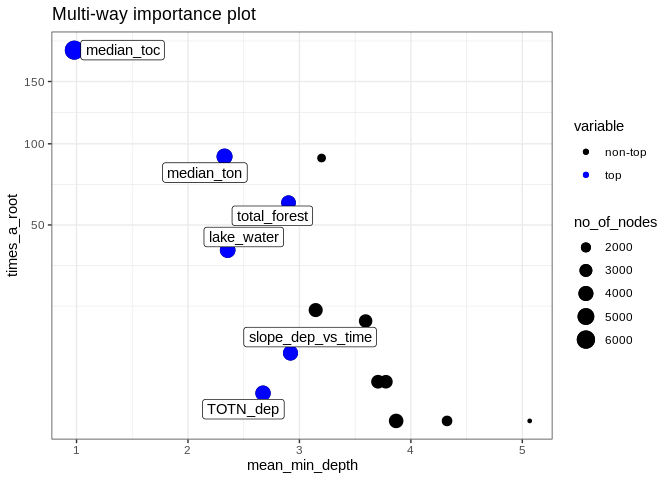 Multi-way importance plot
median_toc
median_ton
total_forest
lake_water
slope_dep_vs_time
TOTN_dep
150
100
50
times_a_root
1
2
3
4
5
mean_min_depth
variable
non-top
top
no_of_nodes
2000
3000
4000
5000
6000